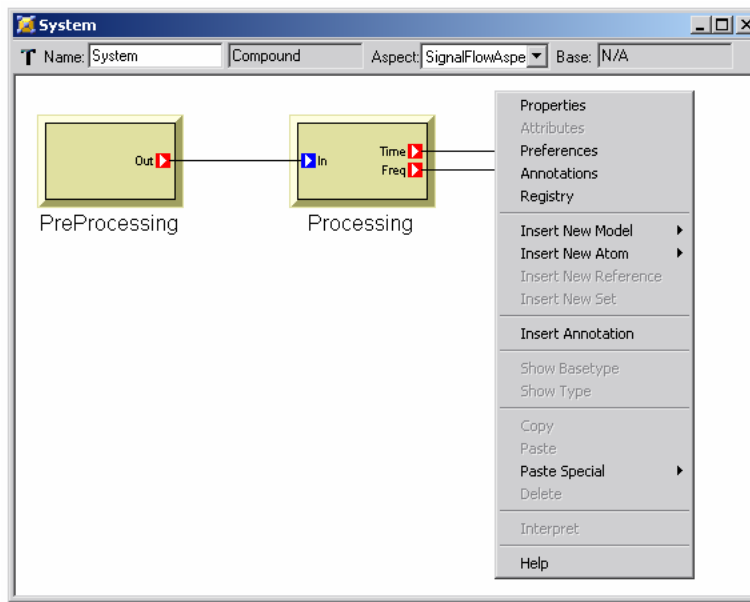 System
Name: System Compound Aspect: SignalFlowAspe Base: N/A
Out
In
Time
Freq
PreProcessing
Processing
Properties
Attributes
Preferences
Annotations
Registry
Insert New Model
Insert New Atom
Insert New Reference
Insert New Set
Insert Annotation
Show Basetype
Show Type
Copy
Paste
Paste Special
Delete
Interpret
Help